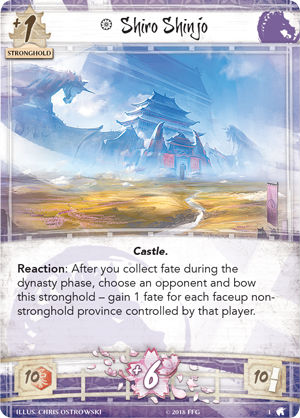 +1
STRONGHOLD
Shiro Shinjo
Castle.
Reaction: After you collect fate during the
dynasty phase, choose an opponent and bow
this stronghold – gain 1 fate for each faceup non-
stronghold province controlled by that player.
10
+6
10
ILLUS. CHRIS OSTROWSKI
© 2018 FFG
1